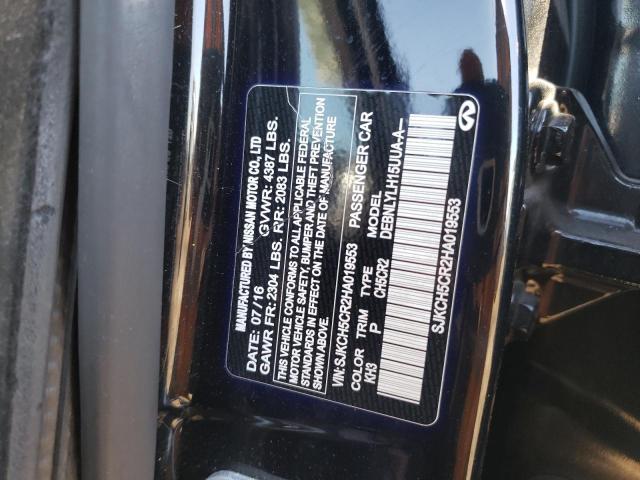 MANUFACTURED BY NISSAN MOTOR CO., LTD
DATE: 07/16 GVWR: 4387 LBS.
GAWR FR: 2304 LBS. RR: 2083 LBS.
THIS VEHICLE CONFORMS TO ALL APPLICABLE FEDERAL
MOTOR VEHICLE SAFETY, BUMPER AND THEFT PREVENTION
STANDARDS IN EFFECT ON THE DATE OF MANUFACTURE
SHOWN ABOVE.
VIN: SJKCH5CR2HA019553 PASSENGER CAR
COLOR TRIM TYPE MODEL
KH3 P CH5CR2 DEBNLYLH15UUA-A--
SJKCH5CR2HA019553